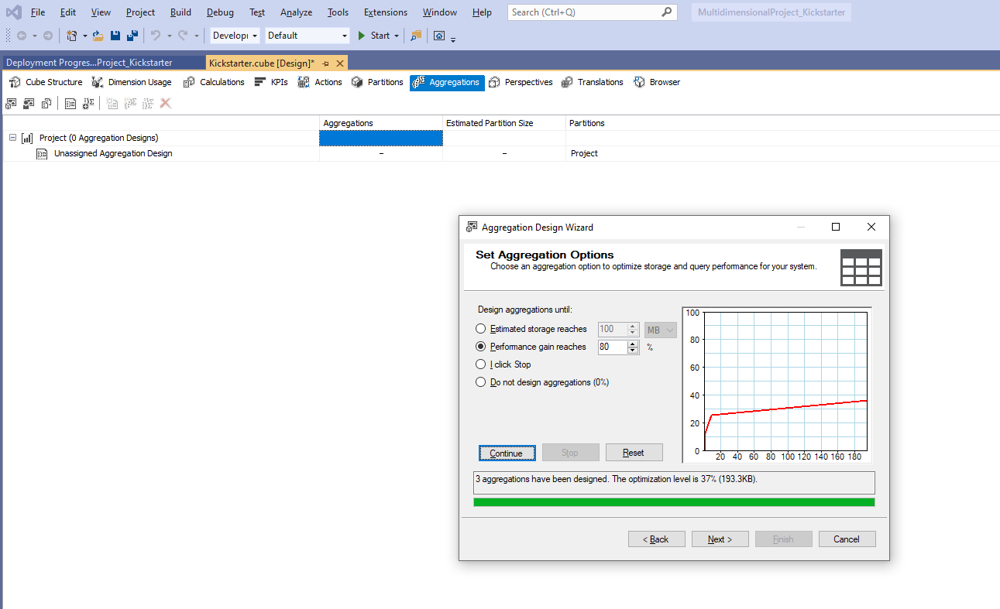 File Edit View Project Build Debug Test Analyze Tools Extensions Window Help Search (Ctrl+Q) MultidimensionalProject_Kickstarter
Developı Default Start
Deployment Progres...Project_Kickstarter Kickstarter.cube [Design]*
Cube Structure Dimension Usage Calculations KPIs Actions Partitions Aggregations Perspectives Translations Browser
Aggregations Estimated Partition Size Partitions
Project (0 Aggregation Designs)
Unassigned Aggregation Design – – Project
Aggregation Design Wizard
Set Aggregation Options
Choose an aggregation option to optimize storage and query performance for your system.
Design aggregations until:
Estimated storage reaches 100 MB
Performance gain reaches 80 %
I click Stop
Do not design aggregations (0%)
100
80
60
40
20
0
20 40 60 80 100 120 140 160 180
Continue Stop Reset
3 aggregations have been designed. The optimization level is 37% (193.3KB).
< Back Next > Finish Cancel